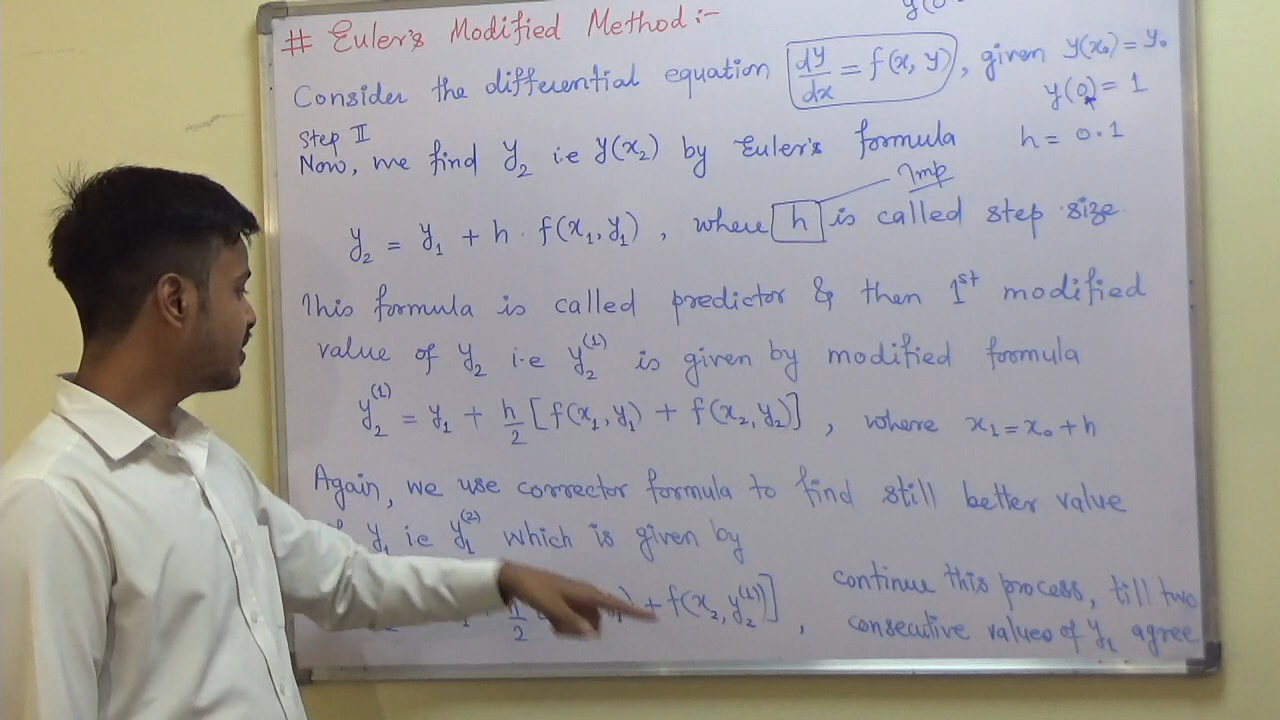 y(0.
# Euler's Modified Method :-
Consider the differential equation dy/dx = f(x, y), given y(x₀) = y₀
y(0) = 1
Step II
Now, we find y₂ ie y(x₂) by Euler's formula h = 0.1
Imp
y₂ = y₁ + h · f(x₁, y₁) , where h is called step size
This formula is called predictor & then 1st modified
value of y₂ i.e y₂⁽¹⁾ is given by modified formula
y₂⁽¹⁾ = y₁ + h/2 [f(x₁, y₁) + f(x₂, y₂)] , where x₁ = x₀ + h
Again, we use corrector formula to find still better value
y₁ ie y₁⁽²⁾ which is given by
h/2 + f(x₂, y₂⁽¹⁾)] , continue this process, till two
consecutive values of y₁ agree